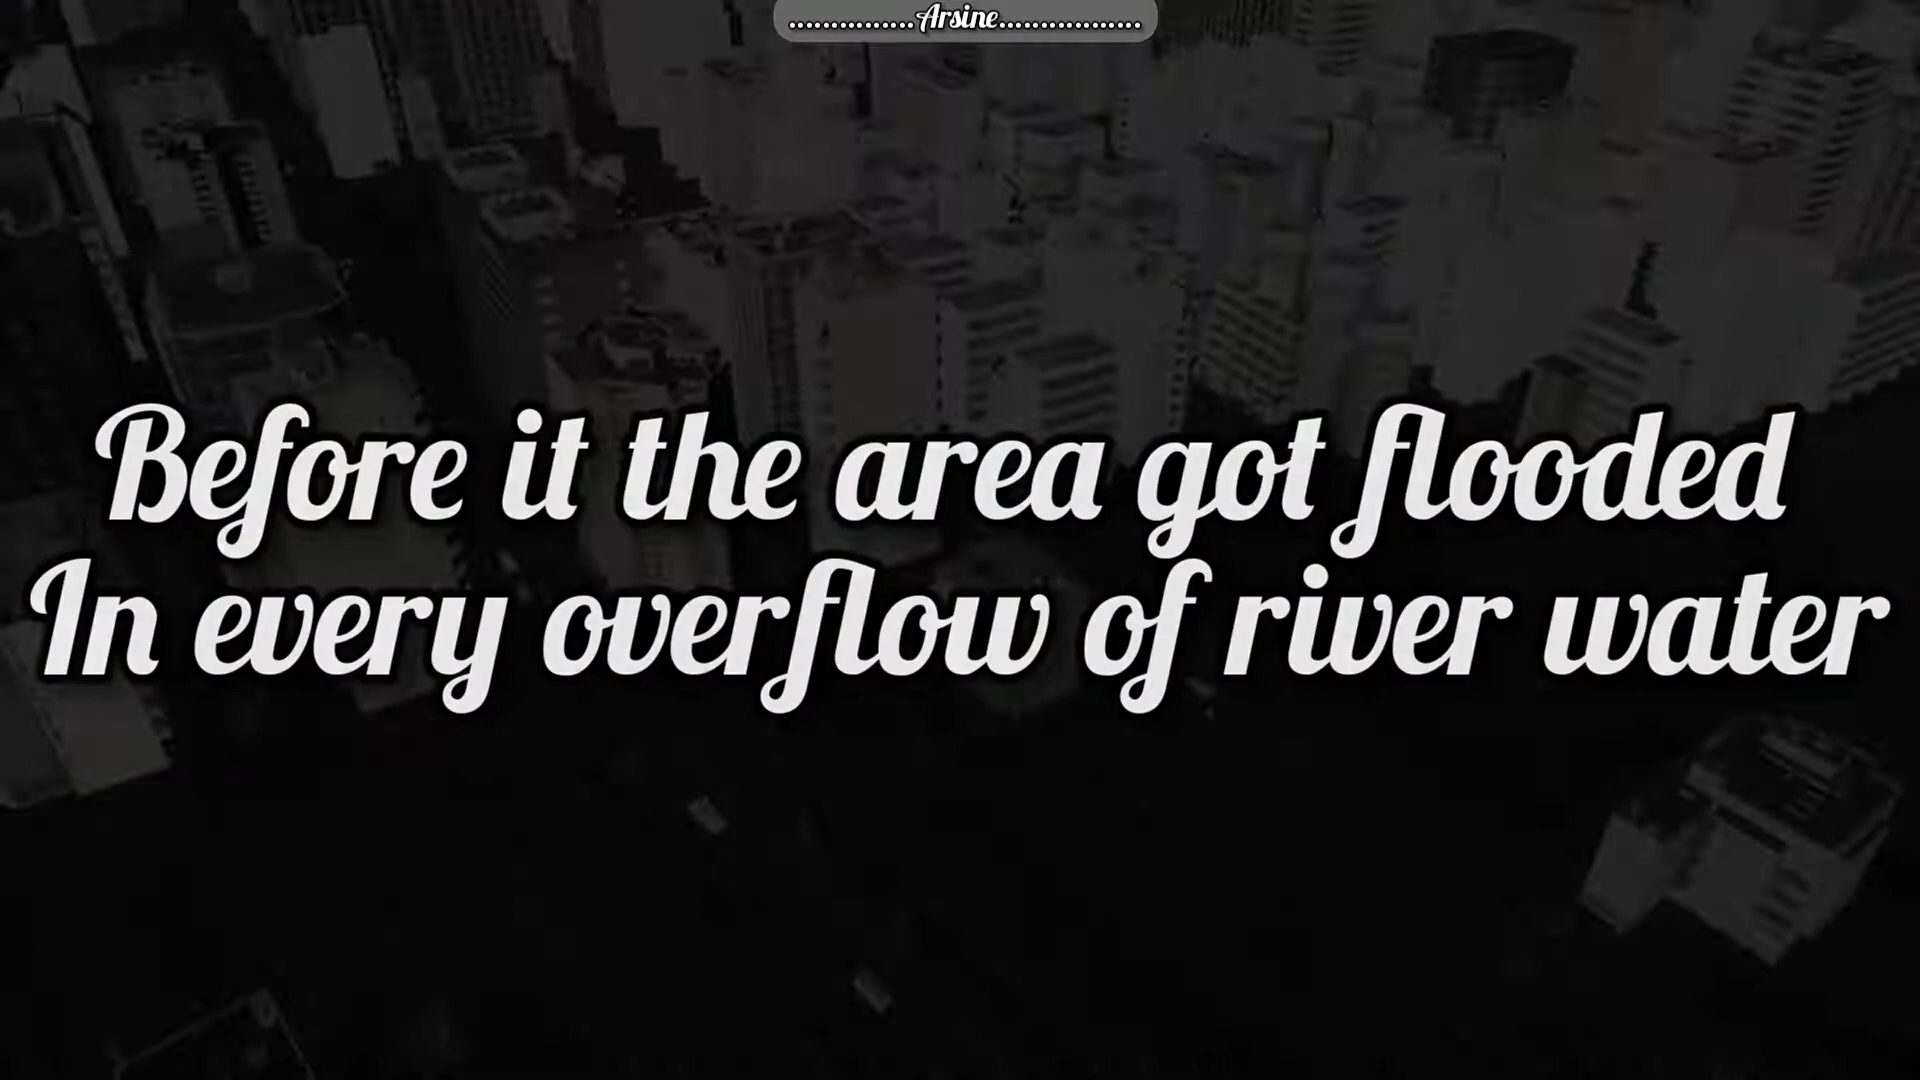 ...............Arsine.................
Before it the area got flooded
In every overflow of river water